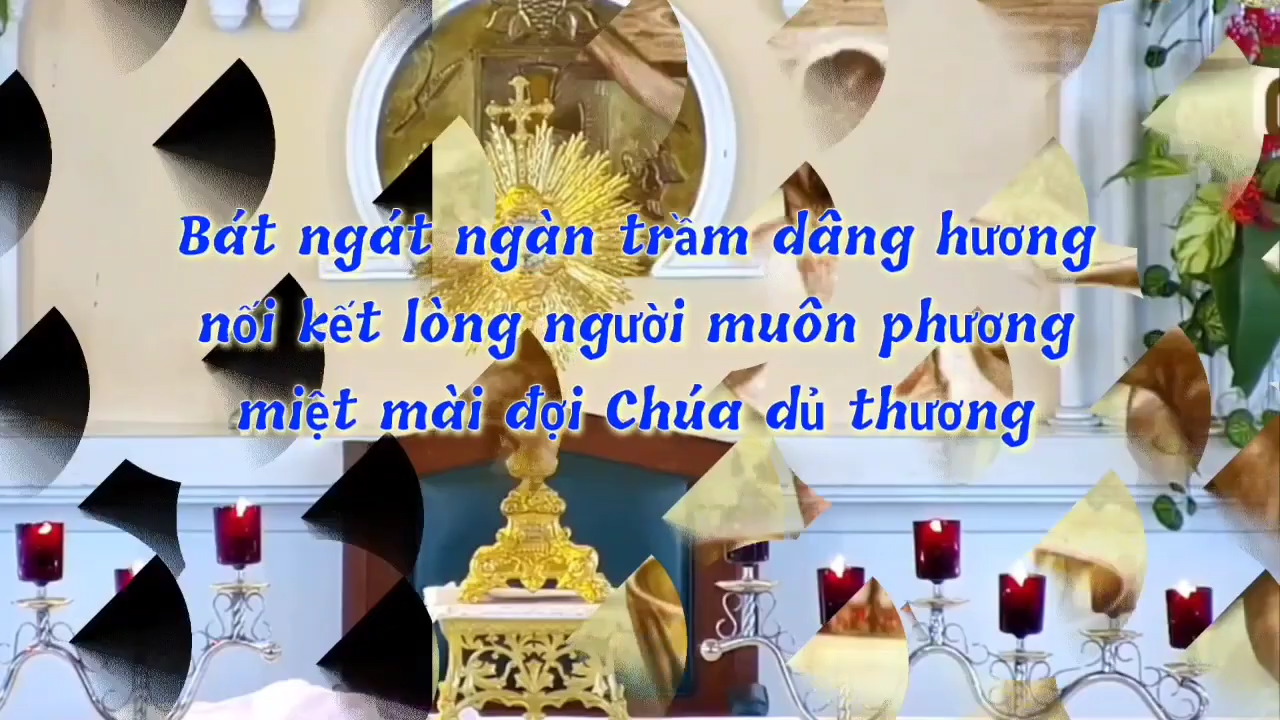 Bát ngát ngàn trầm dâng hương
nối kết lòng người muôn phương
miệt mài đợi Chúa dủ thương